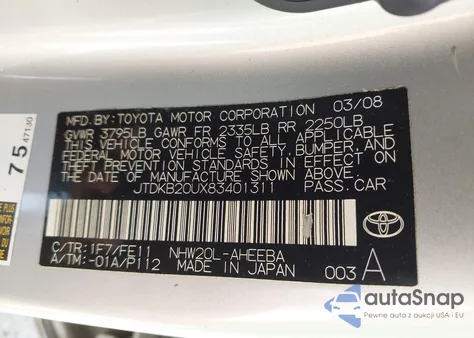 MFD. BY: TOYOTA MOTOR CORPORATION 03/08
GVWR 3795LB GAWR FR 2335LB RR 2250LB
THIS VEHICLE CONFORMS TO ALL APPLICABLE
FEDERAL MOTOR VEHICLE SAFETY, BUMPER, AND
THEFT PREVENTION STANDARDS IN EFFECT ON
THE DATE OF MANUFACTURE SHOWN ABOVE.
JTDKB20UX83401311 PASS.CAR
C/TR: 1F7/FE11 NHW20L-AHEEBA
A/TM: -01A/P112 MADE IN JAPAN 003 A
TOYOTA
75 47130
autoSnap
Pewne auta z USA